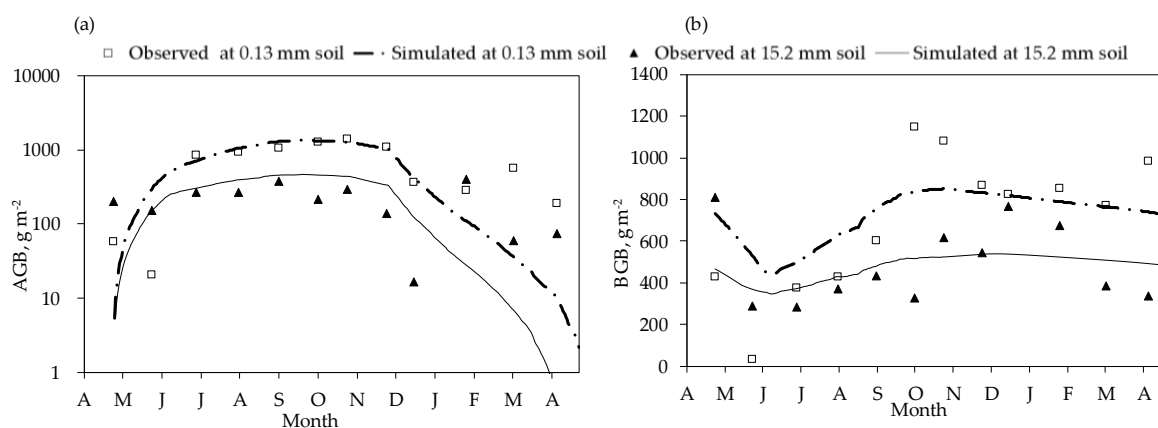 (a)
(b)
Observed at 0.13 mm soil Simulated at 0.13 mm soil Observed at 15.2 mm soil Simulated at 15.2 mm soil
AGB, g m-2
10000
1000
100
10
1
A M J J A S O N D J F M A
Month
BGB, g m-2
1400
1200
1000
800
600
400
200
0
A M J J A S O N D J F M A
Month